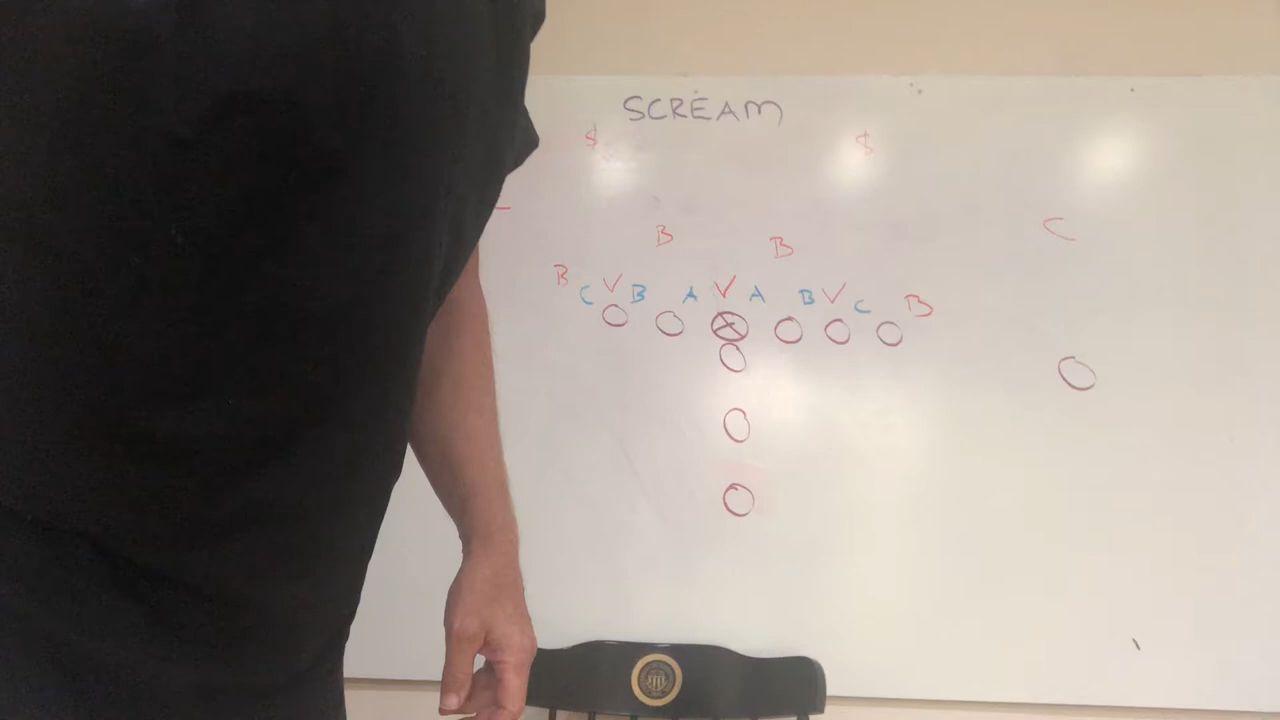 SCREAM
$ $
C
B B
B V V V B
C B A A B C